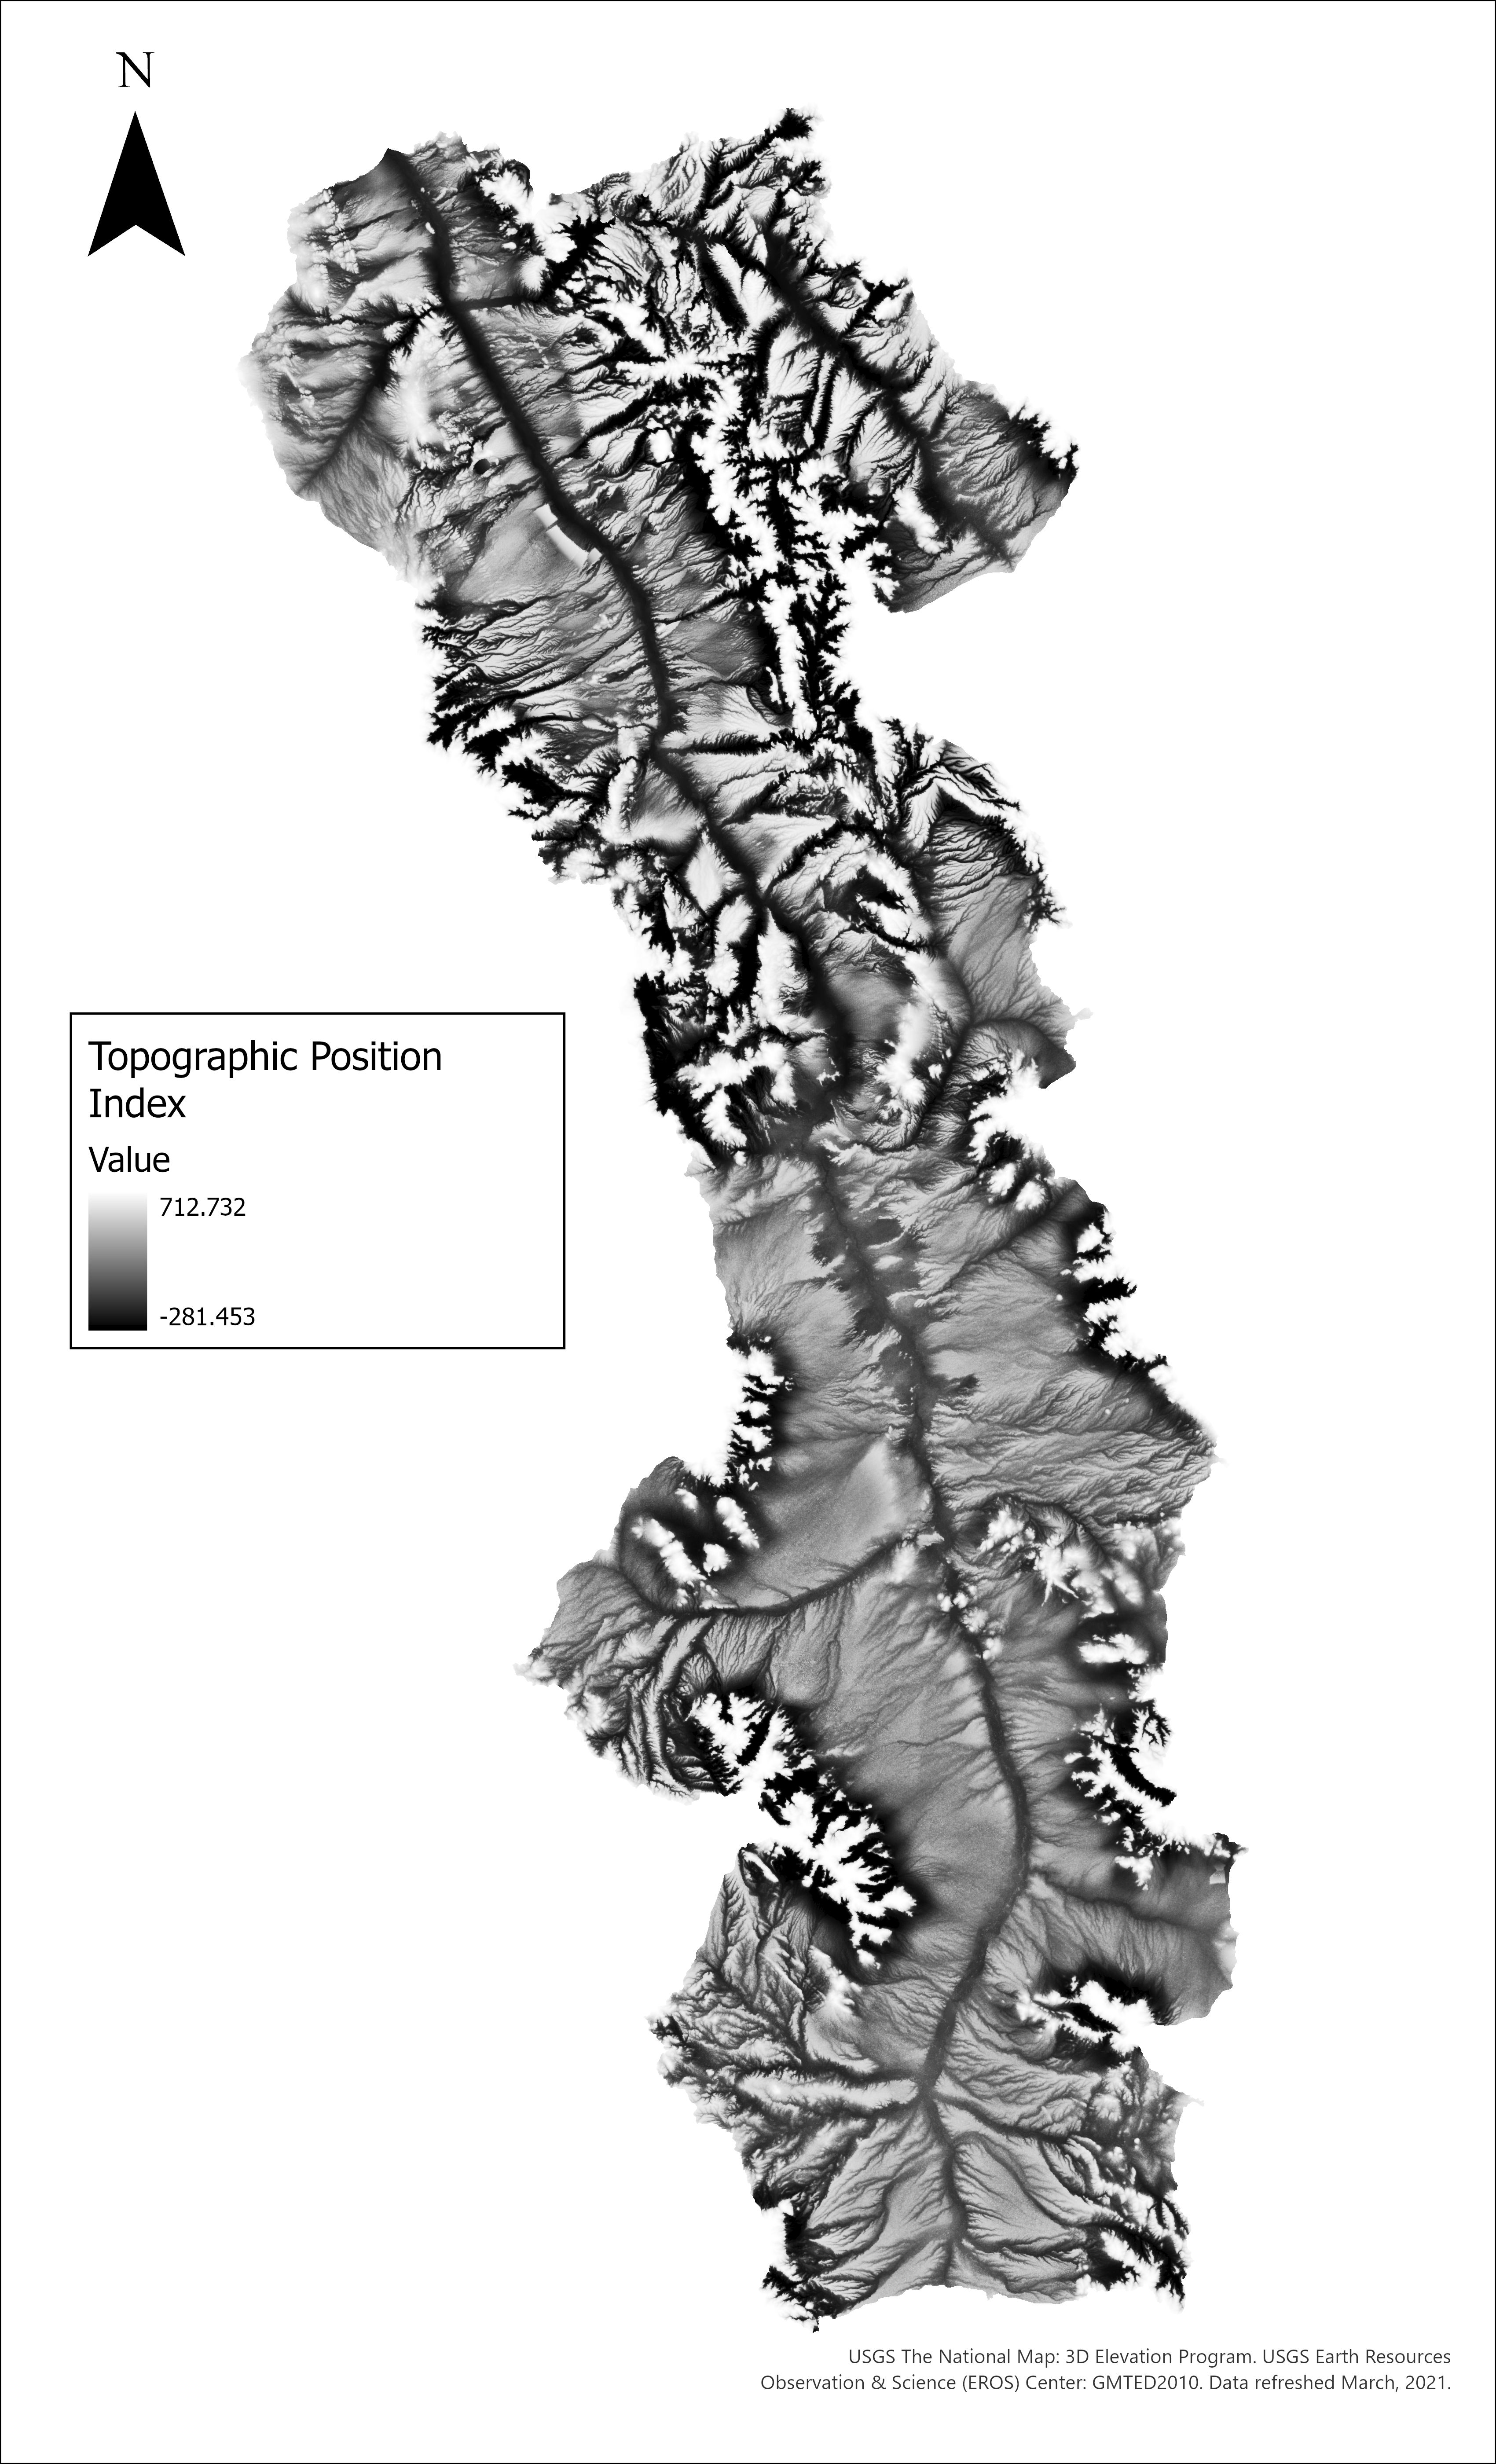 N
Topographic Position
Index
Value
712.732
-281.453
USGS The National Map: 3D Elevation Program. USGS Earth Resources
Observation & Science (EROS) Center: GMTED2010. Data refreshed March, 2021.